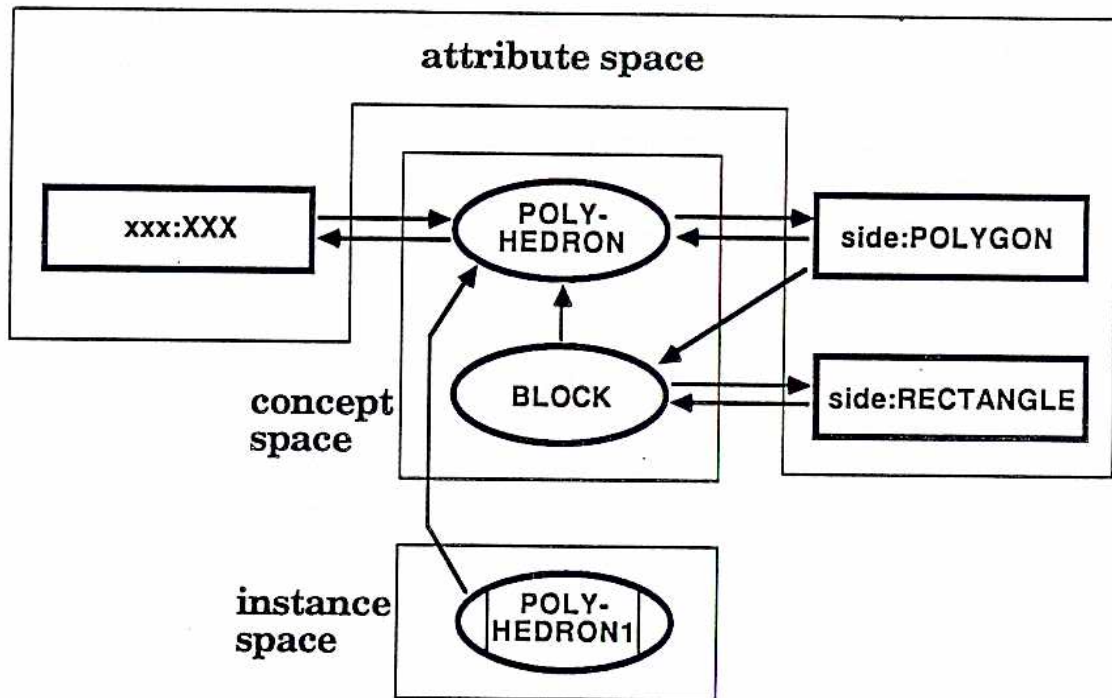 attribute space
xxx:XXX
POLY-
HEDRON
side:POLYGON
BLOCK
side:RECTANGLE
concept
space
instance
space
POLY-
HEDRON1